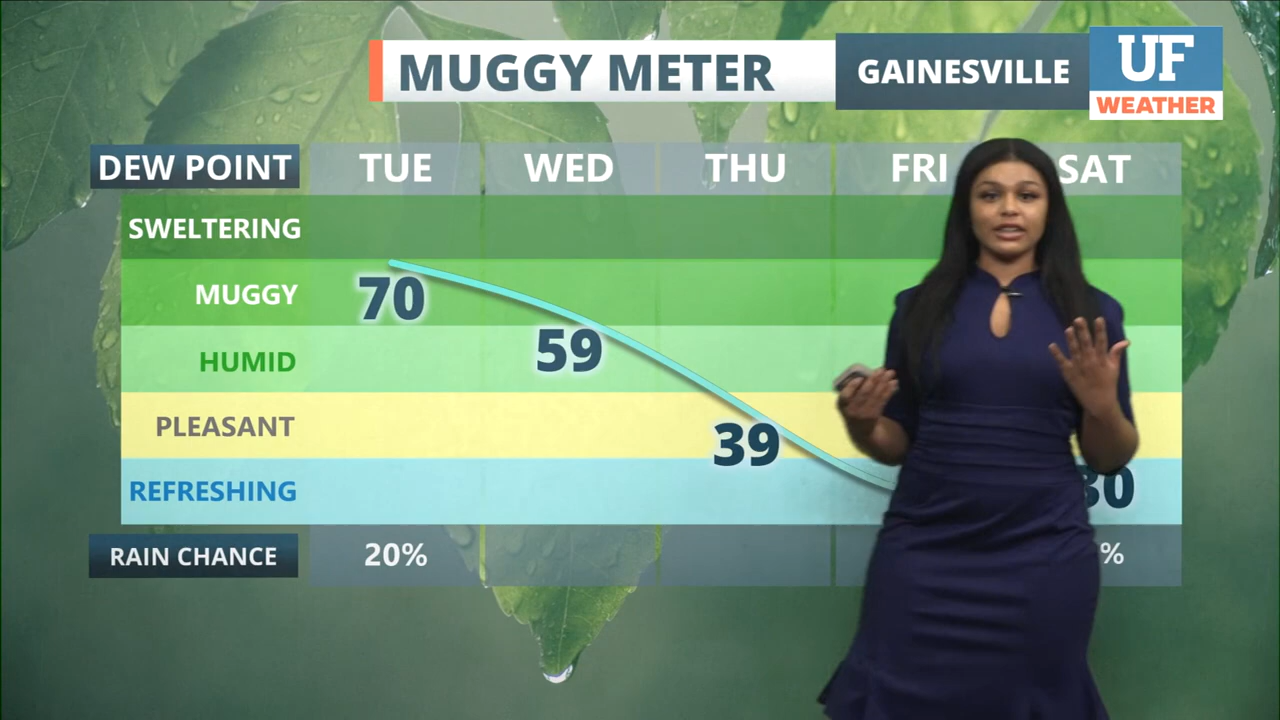 MUGGY METER
GAINESVILLE
UF
WEATHER
DEW POINT
TUE
WED
THU
FRI
SAT
SWELTERING
MUGGY
70
HUMID
59
PLEASANT
39
REFRESHING
RAIN CHANCE
20%
%